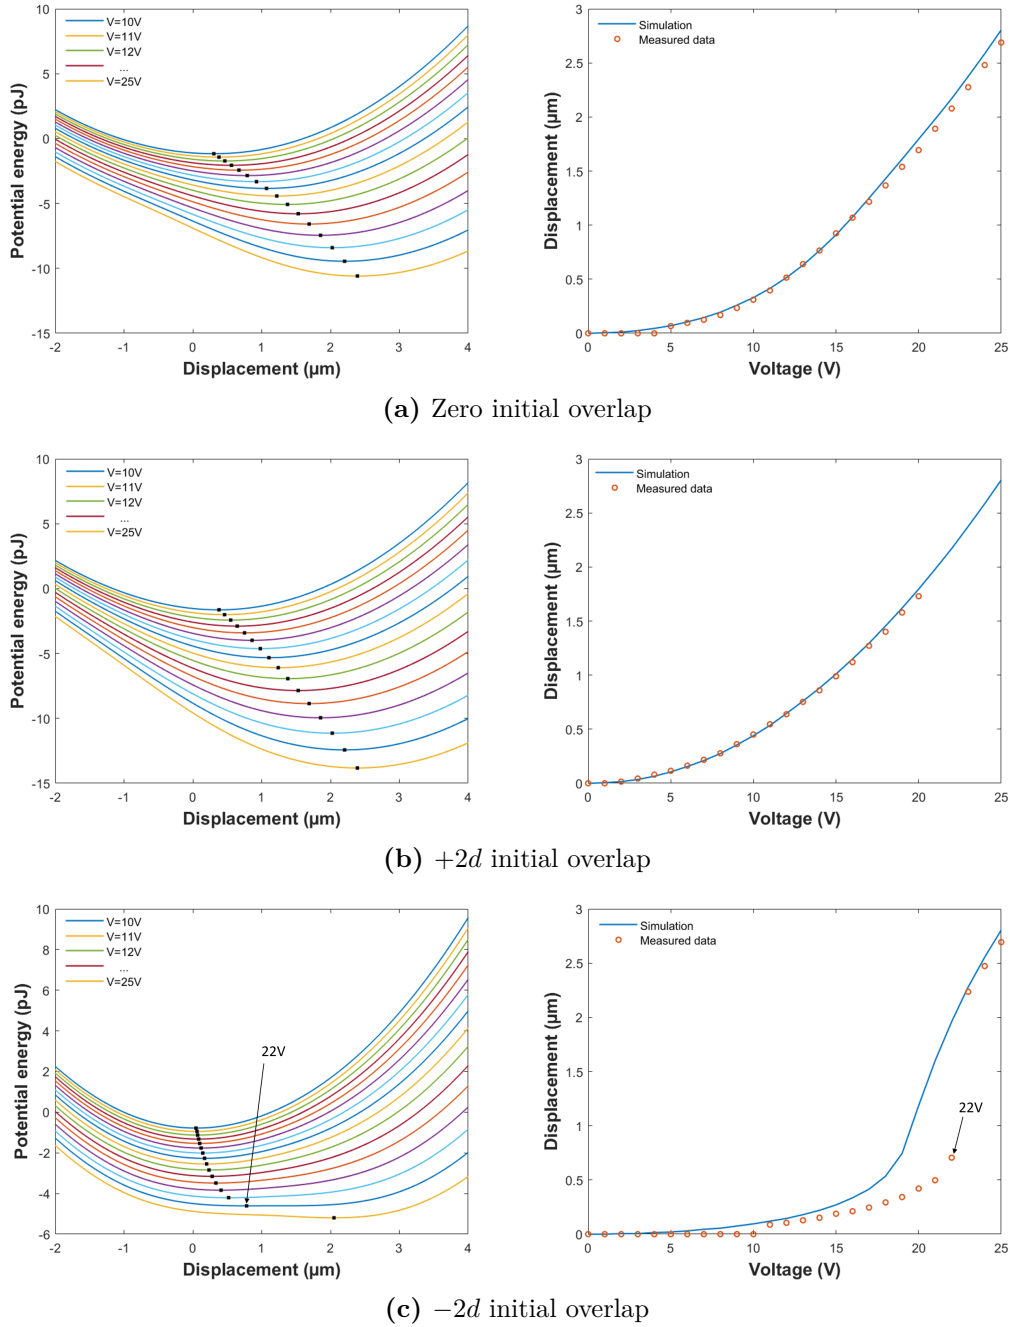 10
5
0
-5
-10
-15
-2
-1
0
1
2
3
4
Potential energy (pJ)
Displacement (µm)
V=10V
V=11V
V=12V
...
V=25V
3
2.5
2
1.5
1
0.5
0
0
5
10
15
20
25
Displacement (µm)
Voltage (V)
Simulation
Measured data
(a) Zero initial overlap
10
5
0
-5
-10
-15
-2
-1
0
1
2
3
4
Potential energy (pJ)
Displacement (µm)
V=10V
V=11V
V=12V
...
V=25V
3
2.5
2
1.5
1
0.5
0
0
5
10
15
20
25
Displacement (µm)
Voltage (V)
Simulation
Measured data
(b) +2d initial overlap
10
8
6
4
2
0
-2
-4
-6
-2
-1
0
1
2
3
4
Potential energy (pJ)
Displacement (µm)
V=10V
V=11V
V=12V
...
V=25V
22V
3
2.5
2
1.5
1
0.5
0
0
5
10
15
20
25
Displacement (µm)
Voltage (V)
Simulation
Measured data
22V
(c) −2d initial overlap